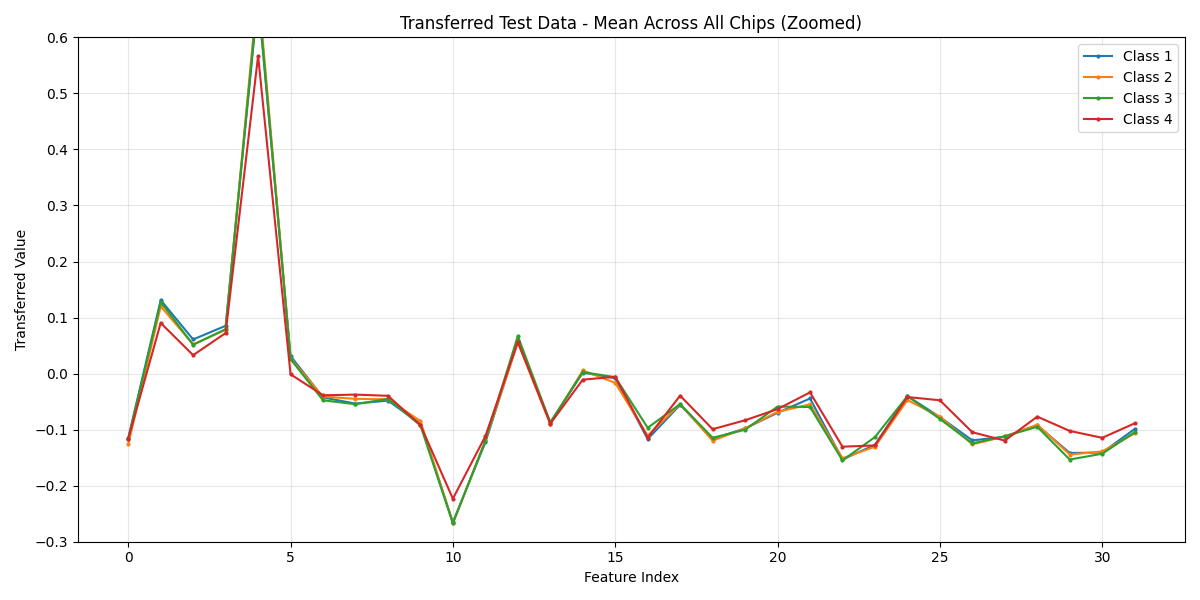 Transferred Test Data - Mean Across All Chips (Zoomed)
Transferred Value
0.6
0.5
0.4
0.3
0.2
0.1
0.0
−0.1
−0.2
−0.3
Class 1
Class 2
Class 3
Class 4
0 5 10 15 20 25 30
Feature Index